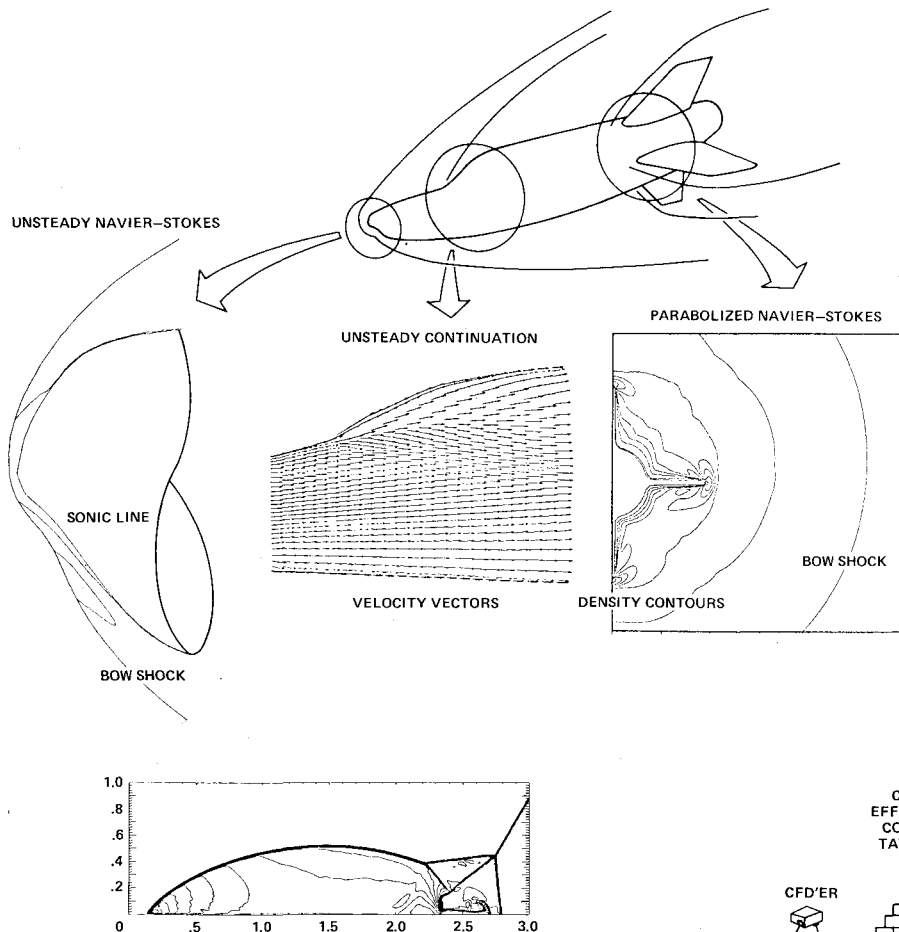 UNSTEADY NAVIER–STOKES
UNSTEADY CONTINUATION
PARABOLIZED NAVIER–STOKES
SONIC LINE
BOW SHOCK
VELOCITY VECTORS
DENSITY CONTOURS
BOW SHOCK
1.0
.8
.6
.4
.2
0 .5 1.0 1.5 2.0 2.5 3.0
CFD'ER